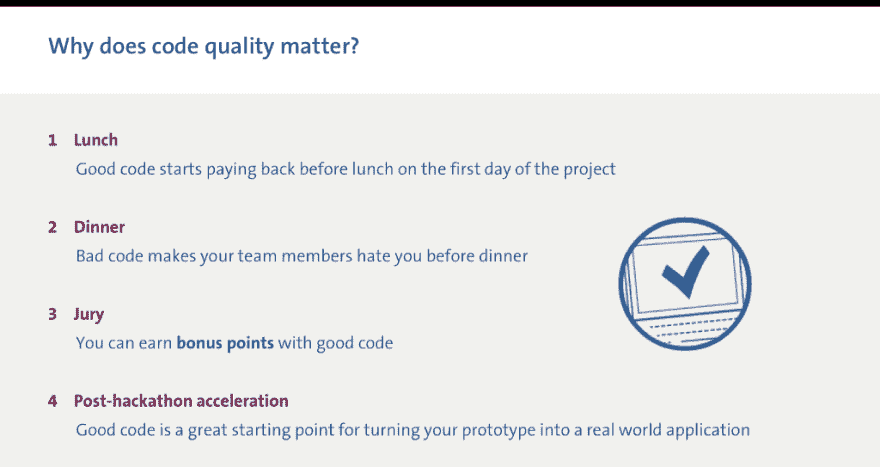 Why does code quality matter?
1 Lunch
Good code starts paying back before lunch on the first day of the project
2 Dinner
Bad code makes your team members hate you before dinner
3 Jury
You can earn bonus points with good code
4 Post-hackathon acceleration
Good code is a great starting point for turning your prototype into a real world application